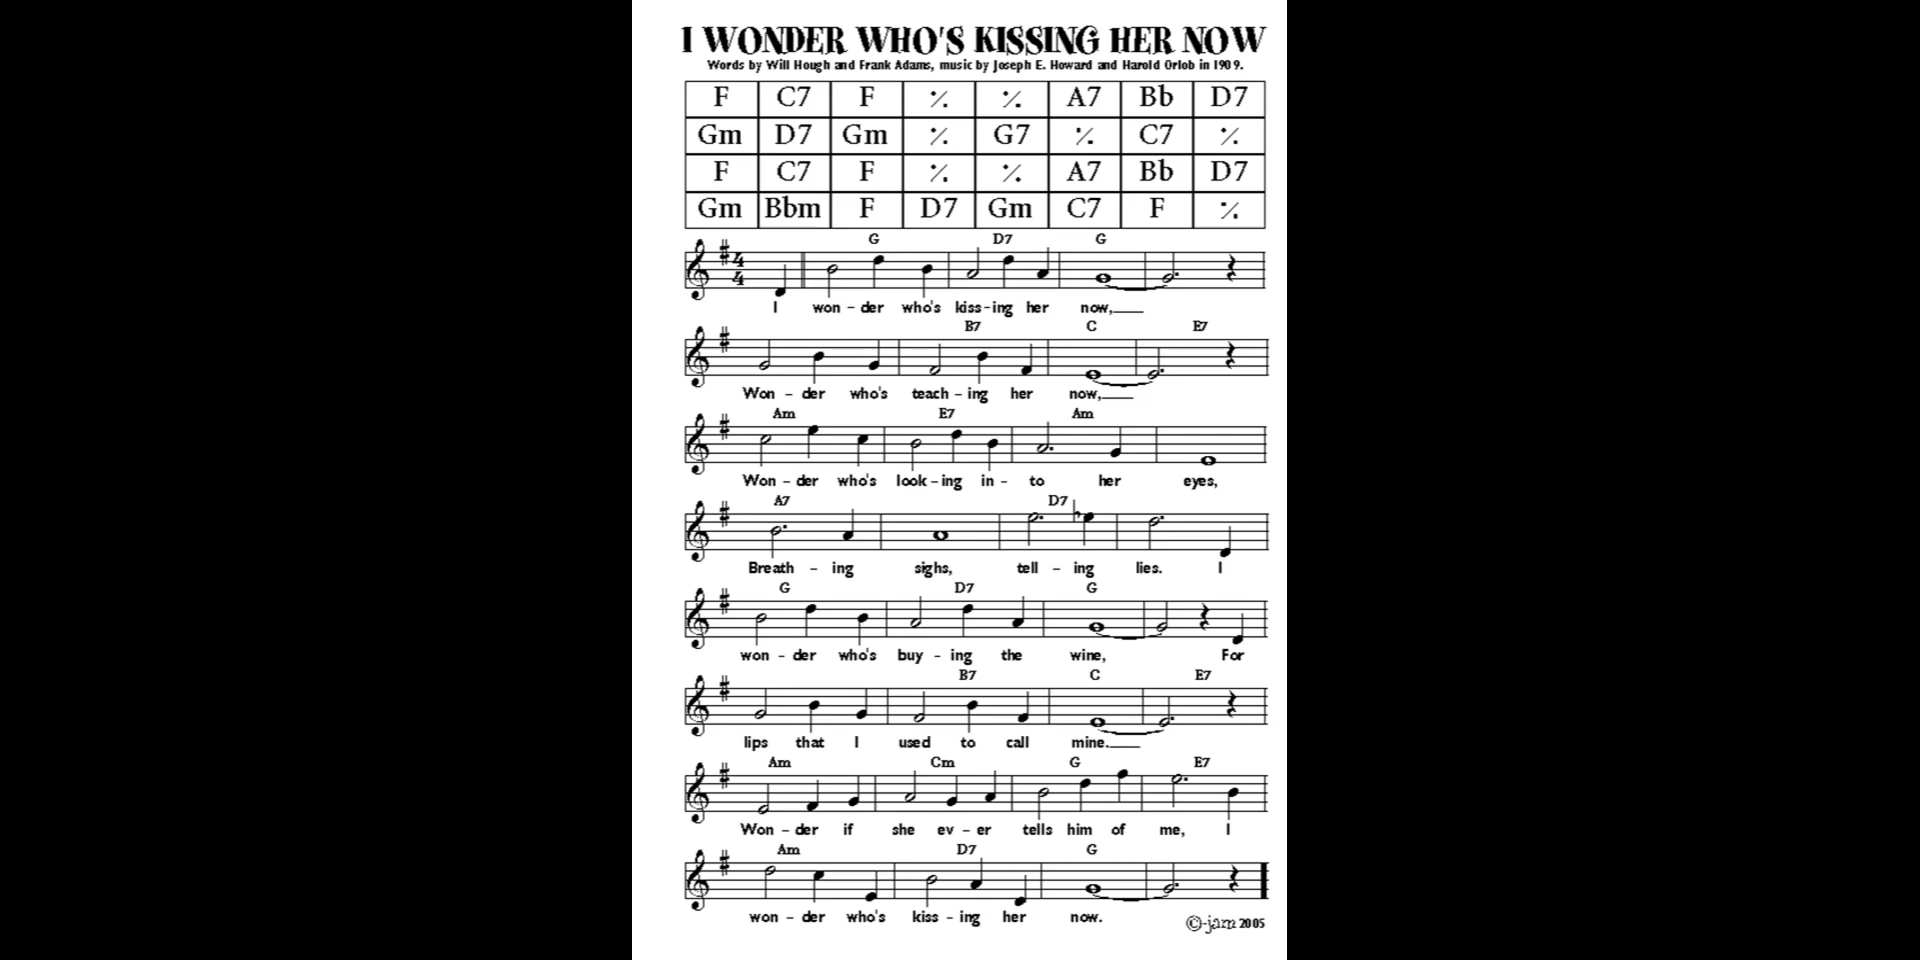 I WONDER WHO'S KISSING HER NOW
Words by Will Hough and Frank Adams, music by Joseph E. Howard and Harold Orlob in 1909.
F C7 F ٪ ٪ A7 Bb D7
Gm D7 Gm ٪ G7 ٪ C7 ٪
F C7 F ٪ ٪ A7 Bb D7
Gm Bbm F D7 Gm C7 F ٪
G D7 G
4
4
I won - der who's kiss - ing her now,
B7 C E7
Won - der who's teach - ing her now,
Am E7 Am
Won - der who's look - ing in - to her eyes,
A7 D7
Breath - ing sighs, tell - ing lies. I
G D7 G
won - der who's buy - ing the wine, For
B7 C E7
lips that I used to call mine.
Am Cm G E7
Won - der if she ev - er tells him of me, I
Am D7 G
won - der who's kiss - ing her now.
©-jam 2005